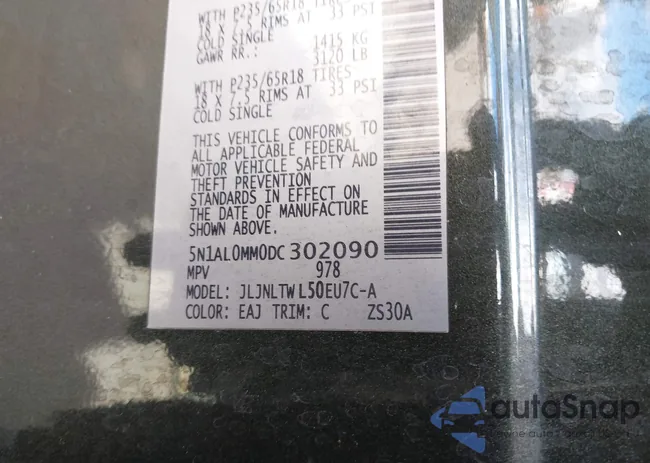 WITH P235/65R18 TIRES
18 X 7.5 RIMS AT 33 PSI
COLD SINGLE
GAWR RR.: 1415 KG
3120 LB
WITH P235/65R18 TIRES
18 X 7.5 RIMS AT 33 PSI
COLD SINGLE
THIS VEHICLE CONFORMS TO
ALL APPLICABLE FEDERAL
MOTOR VEHICLE SAFETY AND
THEFT PREVENTION
STANDARDS IN EFFECT ON
THE DATE OF MANUFACTURE
SHOWN ABOVE.
5N1AL0MM0DC302090
MPV 978
MODEL: JLJNLTWL50EU7C-A
COLOR: EAJ TRIM: C ZS30A
autoSnap